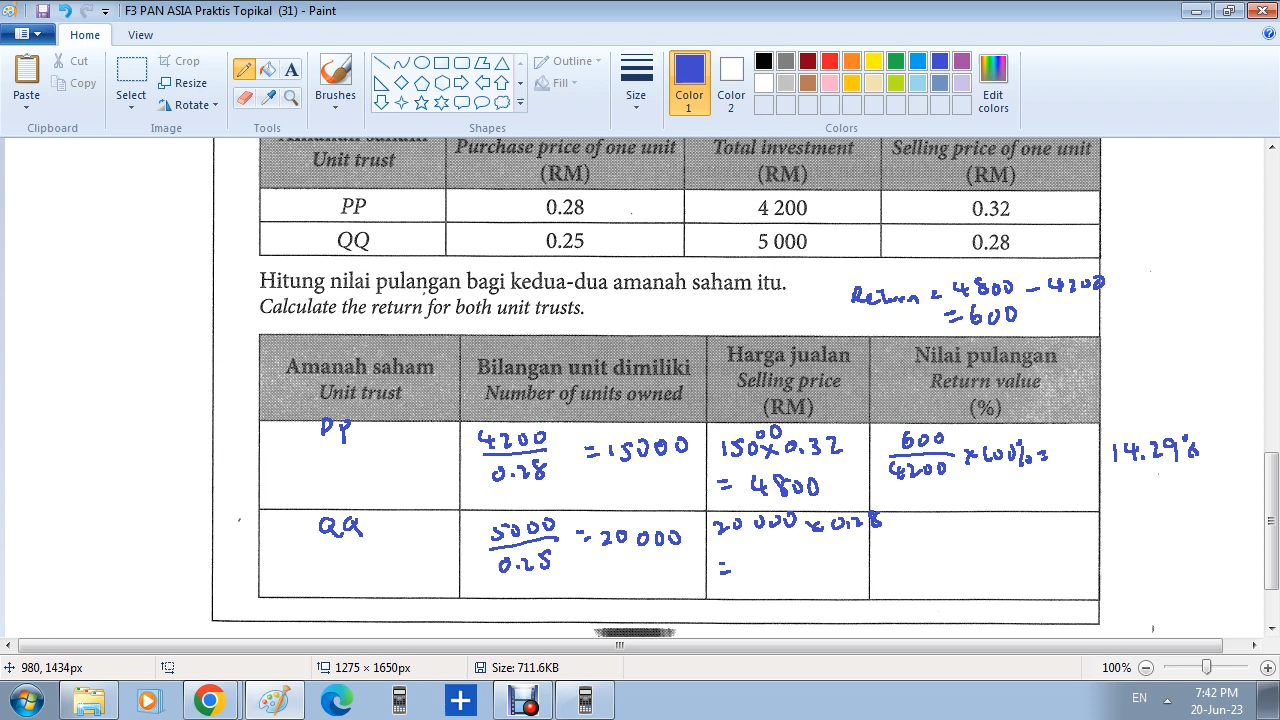 F3 PAN ASIA Praktis Topikal (31) - Paint
Home View
Paste
Cut
Copy
Clipboard
Select
Crop
Resize
Rotate
Image
Tools
Brushes
Outline
Fill
Shapes
Size
Color 1
Color 2
Edit colors
Colors
Unit trust
Purchase price of one unit (RM)
Total investment (RM)
Selling price of one unit (RM)
PP 0.28 4 200 0.32
QQ 0.25 5 000 0.28
Hitung nilai pulangan bagi kedua-dua amanah saham itu.
Calculate the return for both unit trusts.
Return = 4800 - 4200
= 600
Amanah saham
Unit trust
Bilangan unit dimiliki
Number of units owned
Harga jualan
Selling price
(RM)
Nilai pulangan
Return value
(%)
PP
4200/0.28 = 15000
15000 × 0.32
= 4800
600/4200 × 100% = 14.29%
QQ
5000/0.25 = 20 000
20 000 × 0.28
=
980, 1434px
1275 × 1650px
Size: 711.6KB
100%
EN
7:42 PM
20-Jun-23